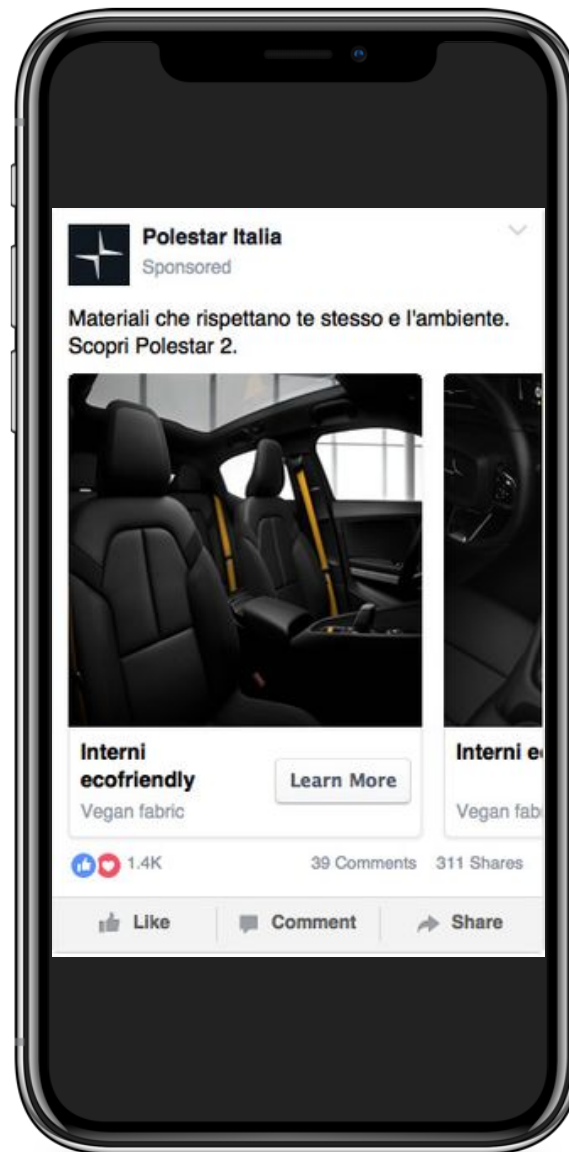 Polestar Italia
Sponsored
Materiali che rispettano te stesso e l'ambiente.
Scopri Polestar 2.
Interni
ecofriendly
Learn More
Vegan fabric
Interni e
Vegan fab
1.4K
39 Comments
311 Shares
Like
Comment
Share